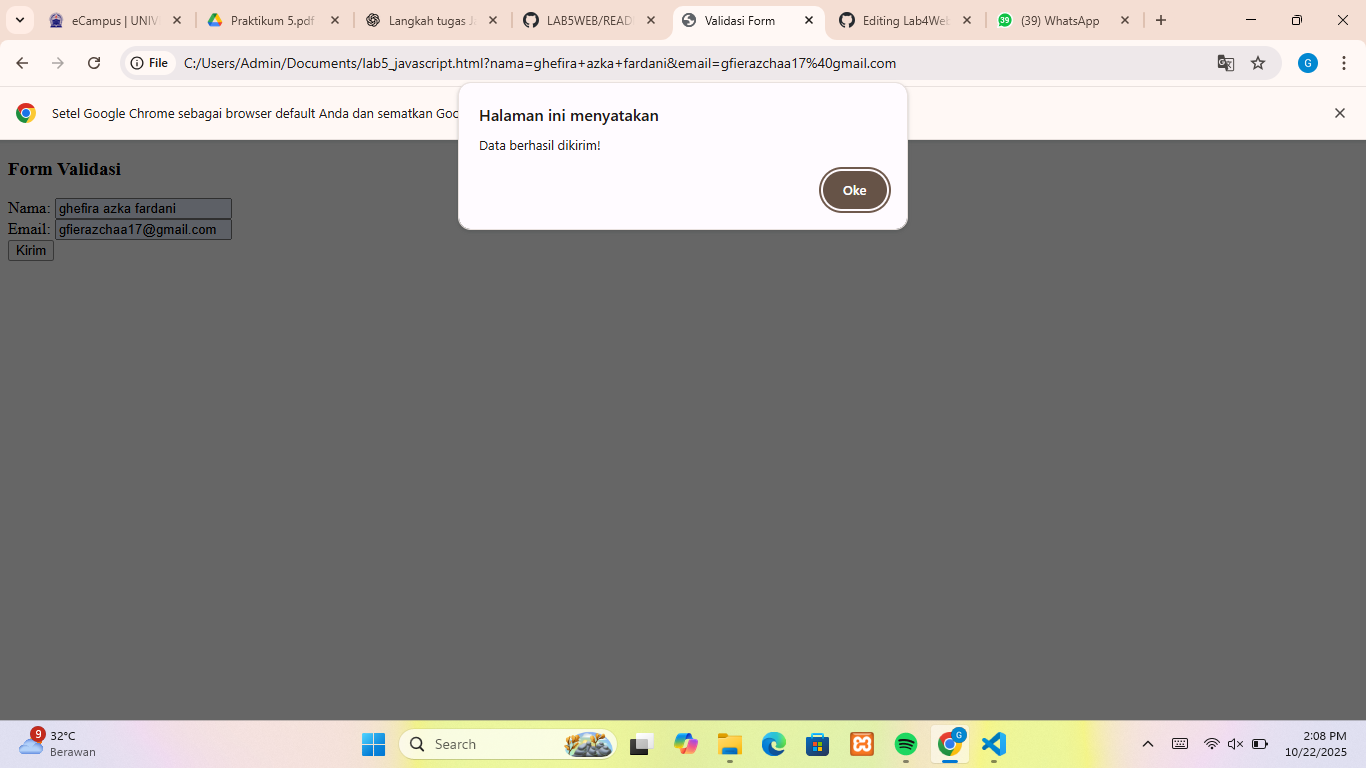 eCampus | UNIV
Praktikum 5.pdf
Langkah tugas Ja
LAB5WEB/READ
Validasi Form
Editing Lab4Web
39
(39) WhatsApp
File
C:/Users/Admin/Documents/lab5_javascript.html?nama=ghefira+azka+fardani&email=gfierazchaa17%40gmail.com
G
Setel Google Chrome sebagai browser default Anda dan sematkan Goo
Halaman ini menyatakan
Data berhasil dikirim!
Oke
Form Validasi
Nama: ghefira azka fardani
Email: gfierazchaa17@gmail.com
Kirim
9
32°C
Berawan
Search
G
2:08 PM
10/22/2025